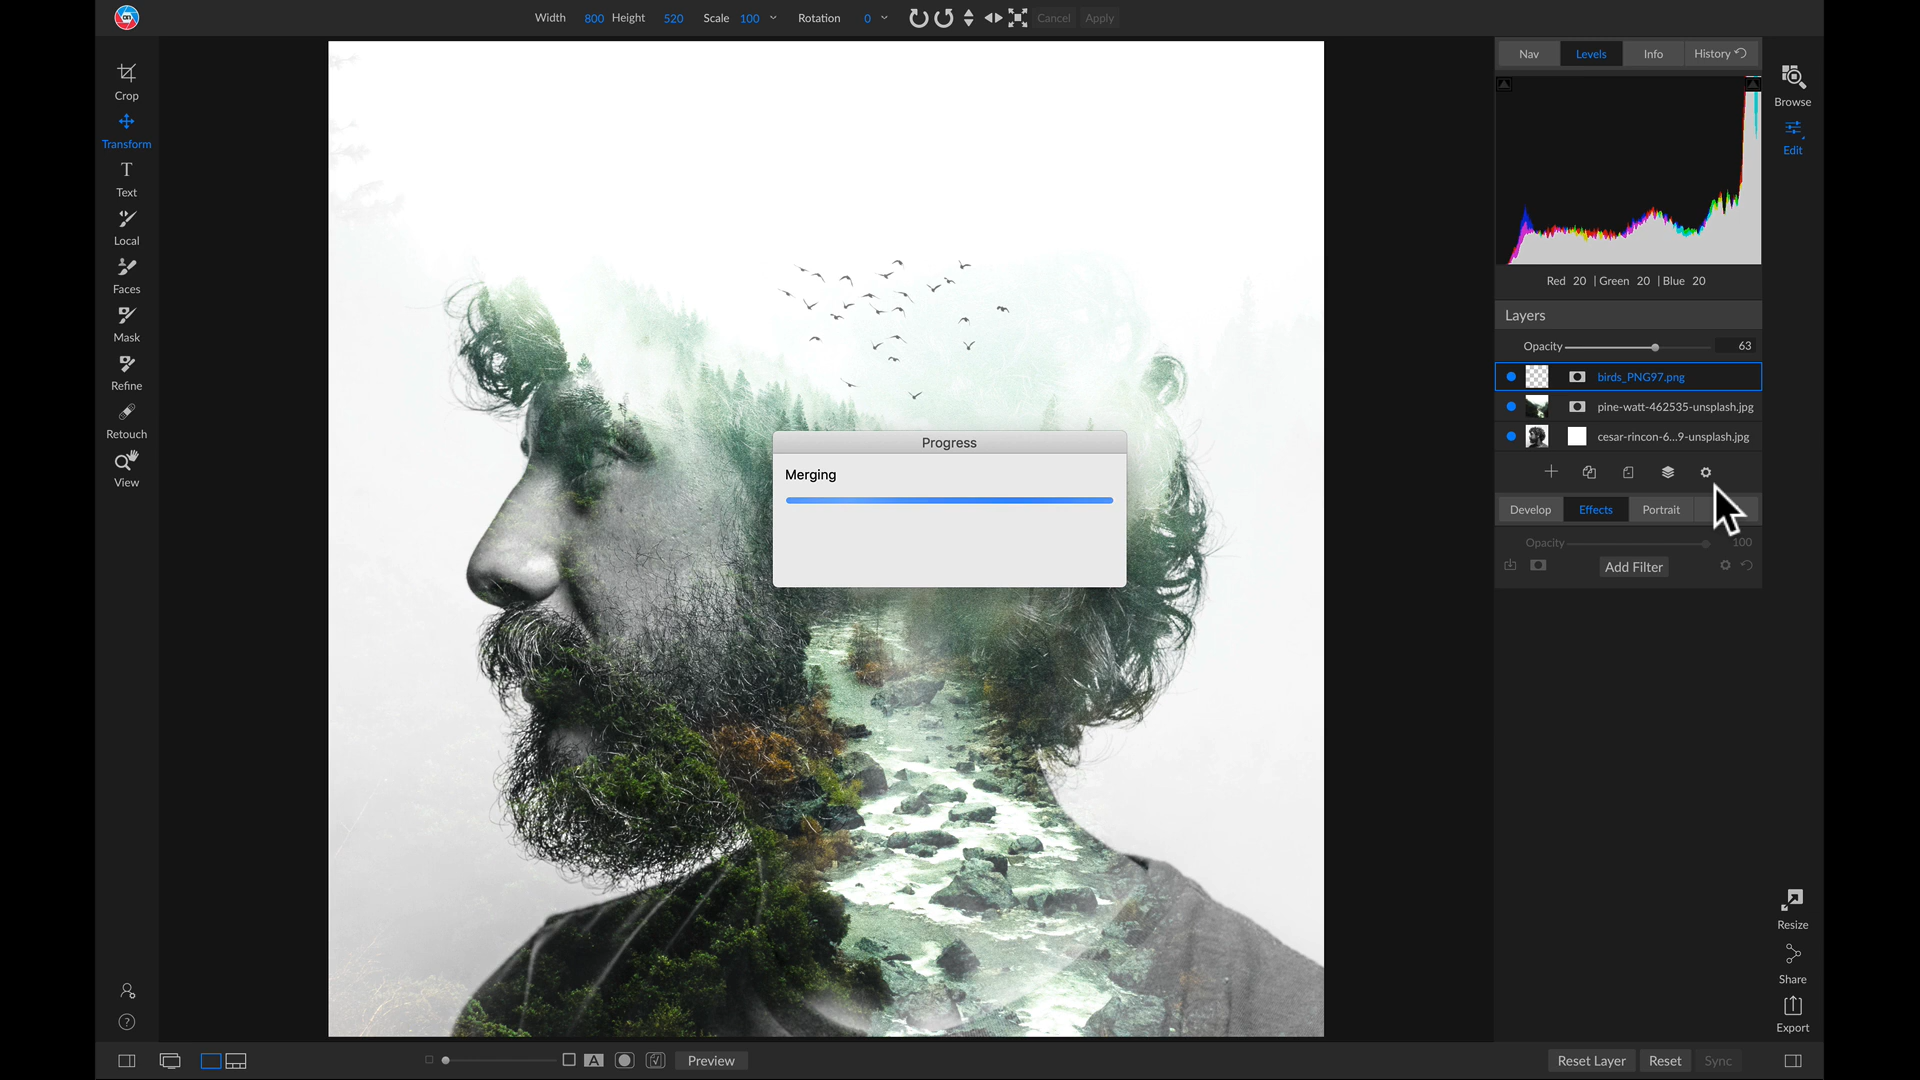 Width 800 Height 520 Scale 100 Rotation 0 Cancel Apply
Crop
Transform
Text
Local
Faces
Mask
Refine
Retouch
View
Progress
Merging
Nav Levels Info History
Red 20 | Green 20 | Blue 20
Layers
Opacity 63
birds_PNG97.png
pine-watt-462535-unsplash.jpg
cesar-rincon-6...9-unsplash.jpg
Develop Effects Portrait
Opacity 100
Add Filter
Browse
Edit
Resize
Share
Export
A Preview
Reset Layer Reset Sync